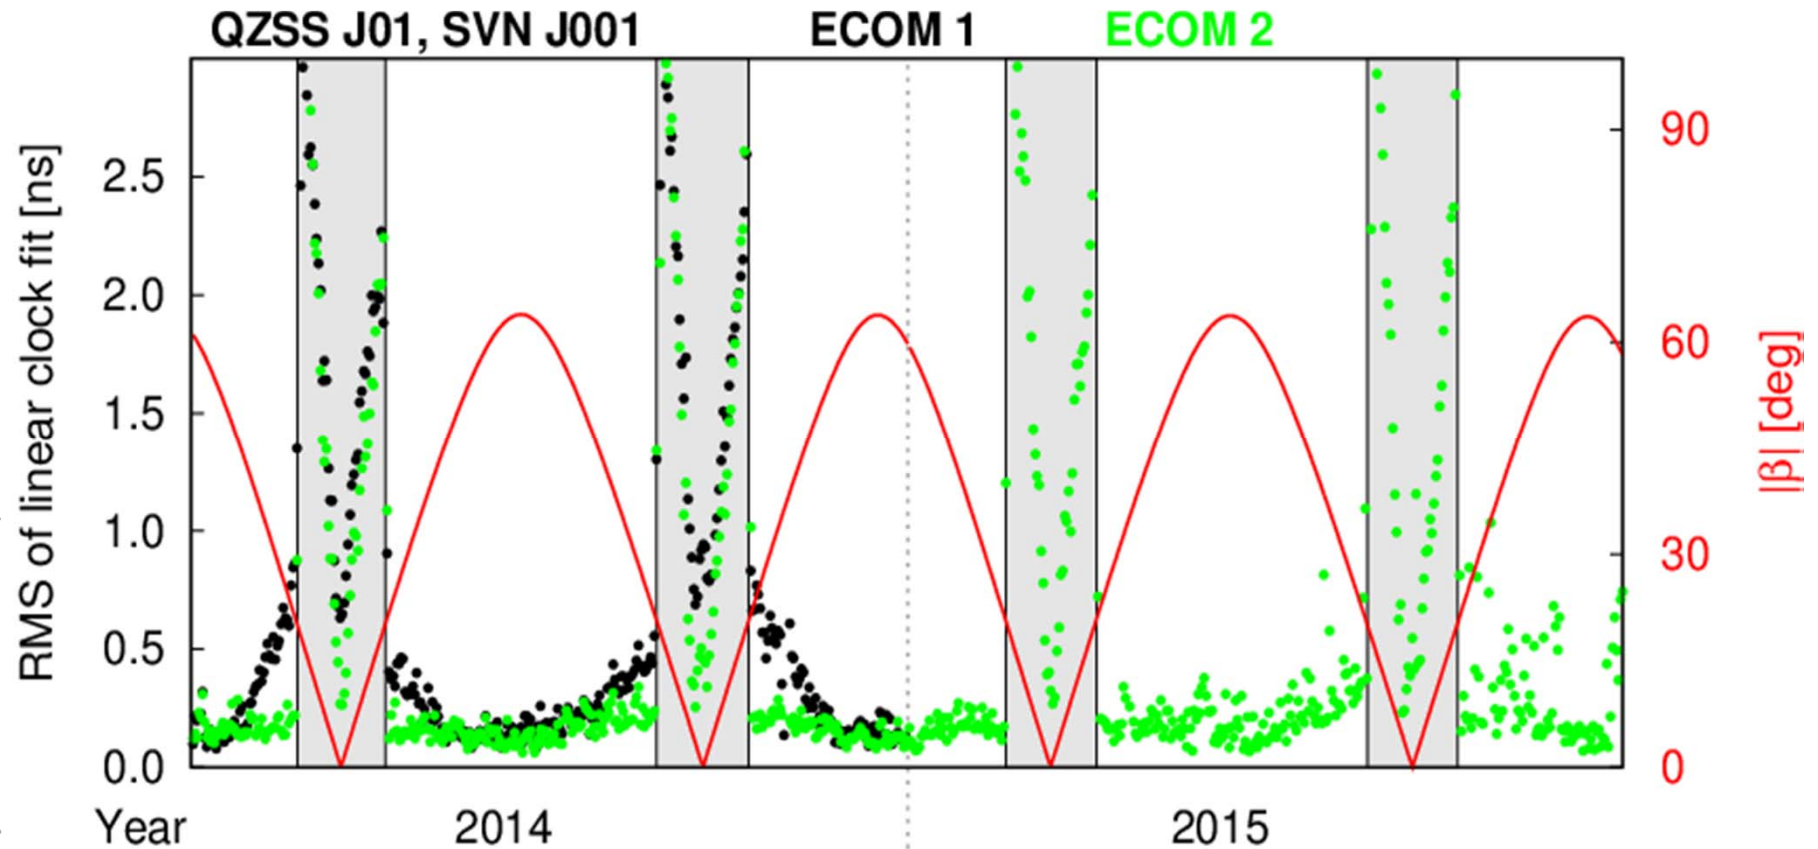 QZSS J01, SVN J001 ECOM 1 ECOM 2
RMS of linear clock fit [ns]
2.5
2.0
1.5
1.0
0.5
0.0
90
60
30
0
|β| [deg]
Year 2014 2015